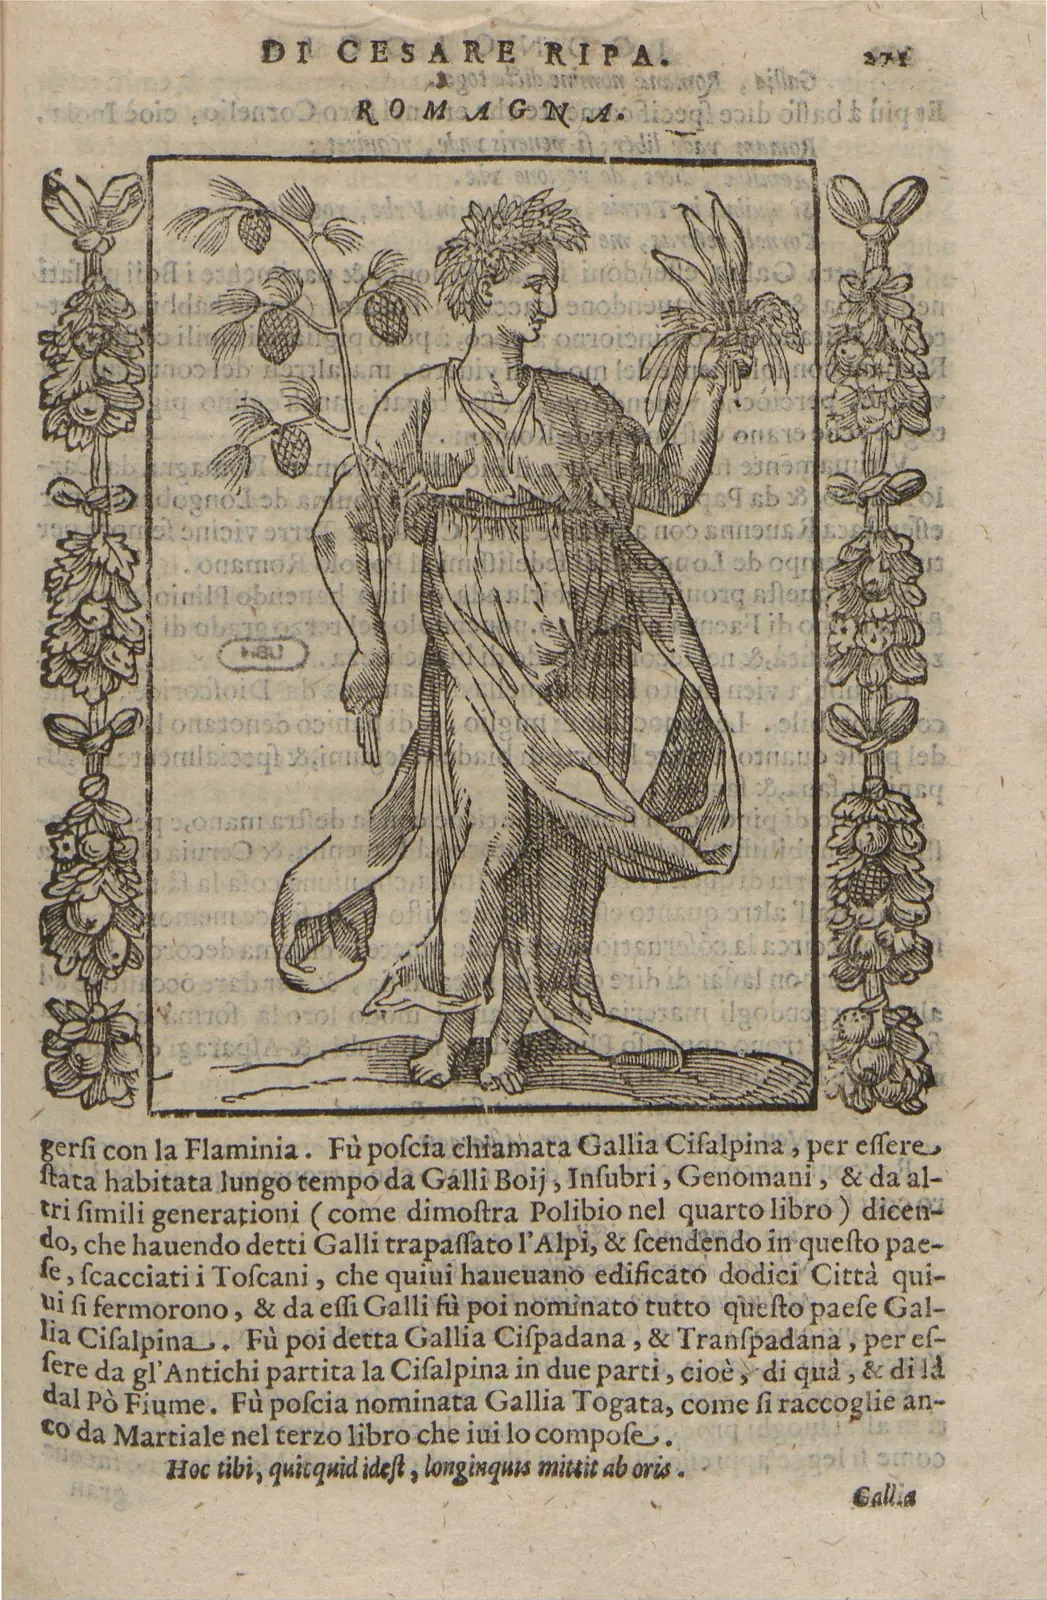 DI CESARE RIPA. 271
ROMAGNA.
gerſi con la Flaminia. Fù poſcia chiamata Gallia Ciſalpina, per eſſere
ſtata habitata lungo tempo da Galli Boij, Inſubri, Genomani, & da al-
tri ſimili generationi (come dimoſtra Polibio nel quarto libro) dicen-
do, che hauendo detti Galli trapaſſato l'Alpi, & ſcendendo in queſto pae-
ſe, ſcacciati i Toſcani, che quiui haueuano edificato dodici Città qui-
ui ſi fermorono, & da eſſi Galli fù poi nominato tutto queſto paeſe Gal-
lia Ciſalpina. Fù poi detta Gallia Ciſpadana, & Tranſpadana, per eſ-
ſere da gl'Antichi partita la Ciſalpina in due parti, cioè, di quà, & di là
dal Pò Fiume. Fù poſcia nominata Gallia Togata, come ſi raccoglie an-
co da Martiale nel terzo libro che iui lo compoſe.
Hoc tibi, quicquid ideſt, longinquis mittit ab oris.
Gallia